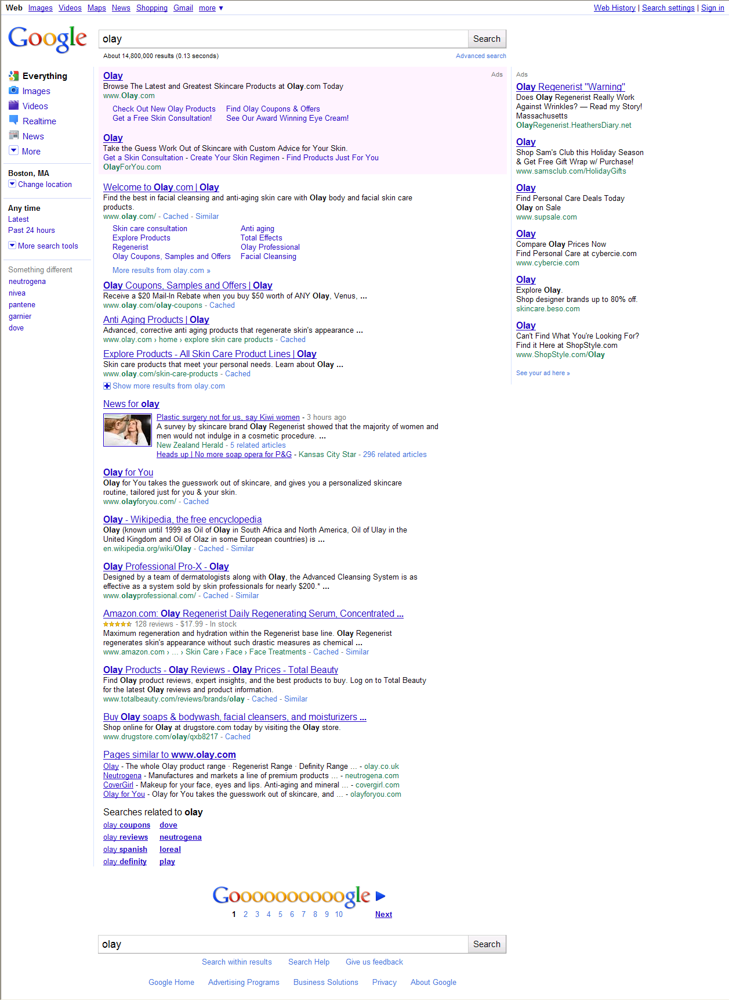 Web Images Videos Maps News Shopping Gmail more ▼
Web History | Search settings | Sign in
Google
olay
Search
About 14,800,000 results (0.13 seconds)
Advanced search
Everything
Images
Videos
Realtime
News
More
Boston, MA
Change location
Any time
Latest
Past 24 hours
More search tools
Something different
neutrogena
nivea
pantene
garnier
dove
Ads
Olay
Browse The Latest and Greatest Skincare Products at Olay.com Today
www.Olay.com
Check Out New Olay Products Find Olay Coupons & Offers
Get a Free Skin Consultation! See Our Award Winning Eye Cream!
Olay
Take the Guess Work Out of Skincare with Custom Advice for Your Skin.
Get a Skin Consultation - Create Your Skin Regimen - Find Products Just For You
OlayForYou.com
Welcome to Olay.com | Olay
Find the best in facial cleansing and anti-aging skin care with Olay body and facial skin care
products.
www.olay.com/ - Cached - Similar
Skin care consultation Anti aging
Explore Products Total Effects
Regenerist Olay Professional
Olay Coupons, Samples and Offers Facial Cleansing
More results from olay.com »
Olay Coupons, Samples and Offers | Olay
Receive a $20 Mail-In Rebate when you buy $50 worth of ANY Olay, Venus, ...
www.olay.com/olay-coupons - Cached
Anti Aging Products | Olay
Advanced, corrective anti aging products that regenerate skin's appearance ...
www.olay.com › home › explore skin care products - Cached
Explore Products - All Skin Care Product Lines | Olay
Skin care products that meet your personal needs. Learn about Olay ...
www.olay.com/skin-care-products - Cached
Show more results from olay.com
News for olay
Plastic surgery not for us, say Kiwi women - 3 hours ago
A survey by skincare brand Olay Regenerist showed that the majority of women and
men would not indulge in a cosmetic procedure. ...
New Zealand Herald - 5 related articles
Heads up | No more soap opera for P&G - Kansas City Star - 296 related articles
Olay for You
Olay for You takes the guesswork out of skincare, and gives you a personalized skincare
routine, tailored just for you & your skin.
www.olayforyou.com/ - Cached
Olay - Wikipedia, the free encyclopedia
Olay (known until 1999 as Oil of Olay in South Africa and North America, Oil of Ulay in the
United Kingdom and Oil of Olaz in some European countries) is ...
en.wikipedia.org/wiki/Olay - Cached - Similar
Olay Professional Pro-X - Olay
Designed by a team of dermatologists along with Olay, the Advanced Cleansing System is as
effective as a system sold by skin professionals for nearly $200.* ...
www.olayprofessional.com/ - Cached - Similar
Amazon.com: Olay Regenerist Daily Regenerating Serum, Concentrated ...
128 reviews - $17.99 - In stock
Maximum regeneration and hydration within the Regenerist base line. Olay Regenerist
regenerates skin's appearance without such drastic measures as chemical ...
www.amazon.com › ... › Skin Care › Face › Face Treatments - Cached - Similar
Olay Products - Olay Reviews - Olay Prices - Total Beauty
Find Olay product reviews, expert insights, and the best products to buy. Log on to Total Beauty
for the latest Olay reviews and product information.
www.totalbeauty.com/reviews/brands/olay - Cached - Similar
Buy Olay soaps & bodywash, facial cleansers, and moisturizers ...
Shop online for Olay at drugstore.com today by visiting the Olay store.
www.drugstore.com/olay/qxb8217 - Cached
Pages similar to www.olay.com
Olay - The whole Olay product range · Regenerist Range · Definity Range ... - olay.co.uk
Neutrogena - Manufactures and markets a line of premium products ... - neutrogena.com
CoverGirl - Makeup for your face, eyes and lips. Anti-aging and mineral ... - covergirl.com
Olay for You - Olay for You takes the guesswork out of skincare, and ... - olayforyou.com
Searches related to olay
olay coupons dove
olay reviews neutrogena
olay spanish loreal
olay definity play
Ads
Olay Regenerist "Warning"
Does Olay Regenerist Really Work
Against Wrinkles? — Read my Story!
Massachusetts
OlayRegenerist.HeathersDiary.net
Olay
Shop Sam's Club this Holiday Season
& Get Free Gift Wrap w/ Purchase!
www.samsclub.com/HolidayGifts
Olay
Find Personal Care Deals Today
Olay on Sale
www.supsale.com
Olay
Compare Olay Prices Now
Find Personal Care at cybercie.com
www.cybercie.com
Olay
Explore Olay.
Shop designer brands up to 80% off.
skincare.beso.com
Olay
Can't Find What You're Looking For?
Find it Here at ShopStyle.com
www.ShopStyle.com/Olay
See your ad here »
Goooooooooogle
1 2 3 4 5 6 7 8 9 10 Next
olay
Search
Search within results Search Help Give us feedback
Google Home Advertising Programs Business Solutions Privacy About Google